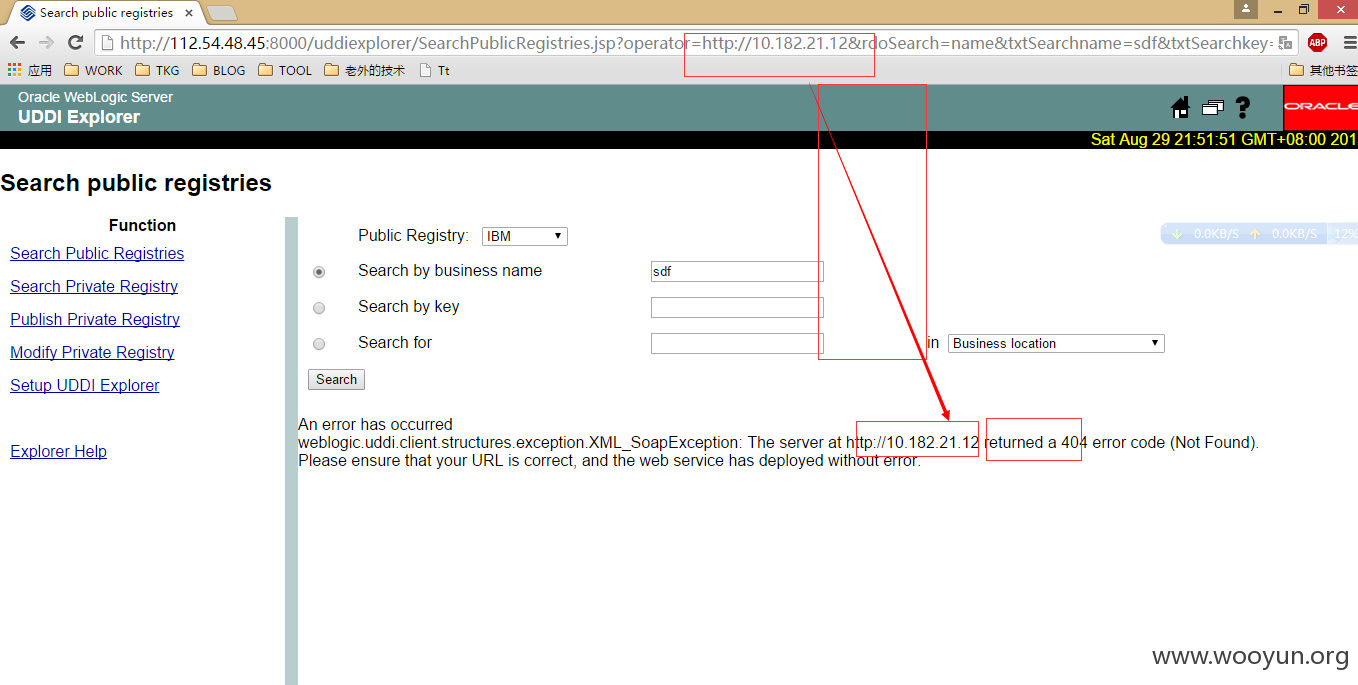 Search public registries
http://112.54.48.45:8000/uddiexplorer/SearchPublicRegistries.jsp?operator=http://10.182.21.12&rdoSearch=name&txtSearchname=sdf&txtSearchkey=
ABP
应用 WORK TKG BLOG TOOL 老外的技术 Tt 其他书签
Oracle WebLogic Server
UDDI Explorer
ORACLE
Sat Aug 29 21:51:51 GMT+08:00 201
Search public registries
Function
Search Public Registries
Search Private Registry
Publish Private Registry
Modify Private Registry
Setup UDDI Explorer
Explorer Help
Public Registry: IBM
0.0KB/S 0.0KB/S 12%
Search by business name sdf
Search by key
Search for in Business location
Search
An error has occurred
weblogic.uddi.client.structures.exception.XML_SoapException: The server at http://10.182.21.12 returned a 404 error code (Not Found).
Please ensure that your URL is correct, and the web service has deployed without error.
www.wooyun.org